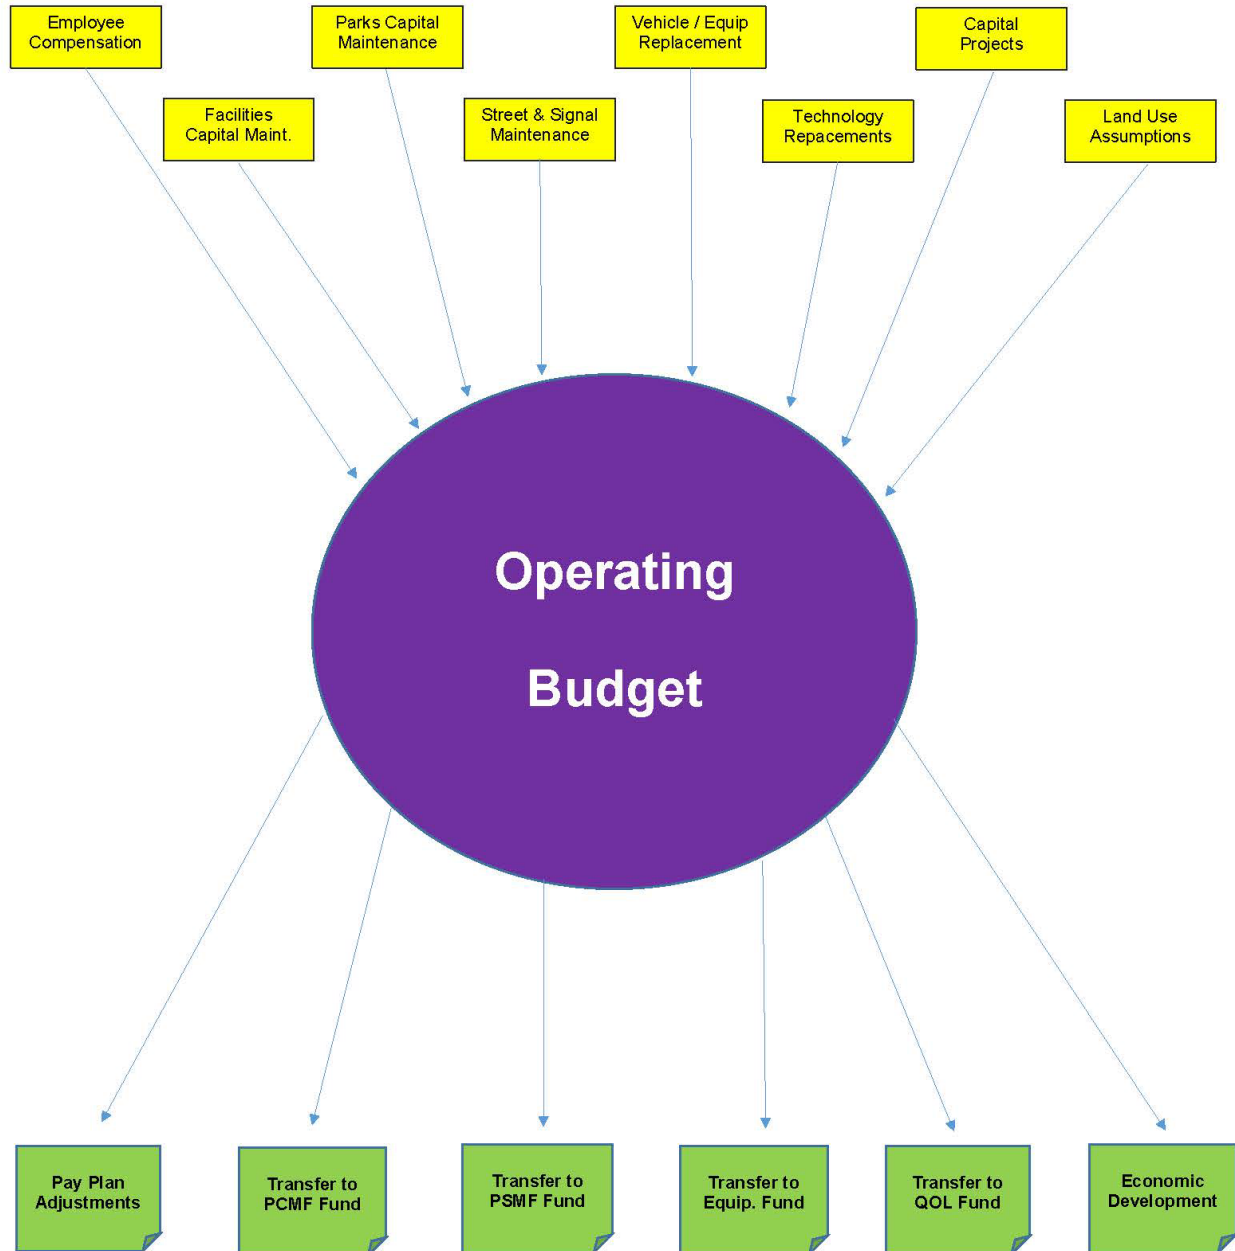 Employee
Compensation
Parks Capital
Maintenance
Vehicle / Equip
Replacement
Capital
Projects
Facilities
Capital Maint.
Street & Signal
Maintenance
Technology
Repacements
Land Use
Assumptions
Operating
Budget
Pay Plan
Adjustments
Transfer to
PCMF Fund
Transfer to
PSMF Fund
Transfer to
Equip. Fund
Transfer to
QOL Fund
Economic
Development